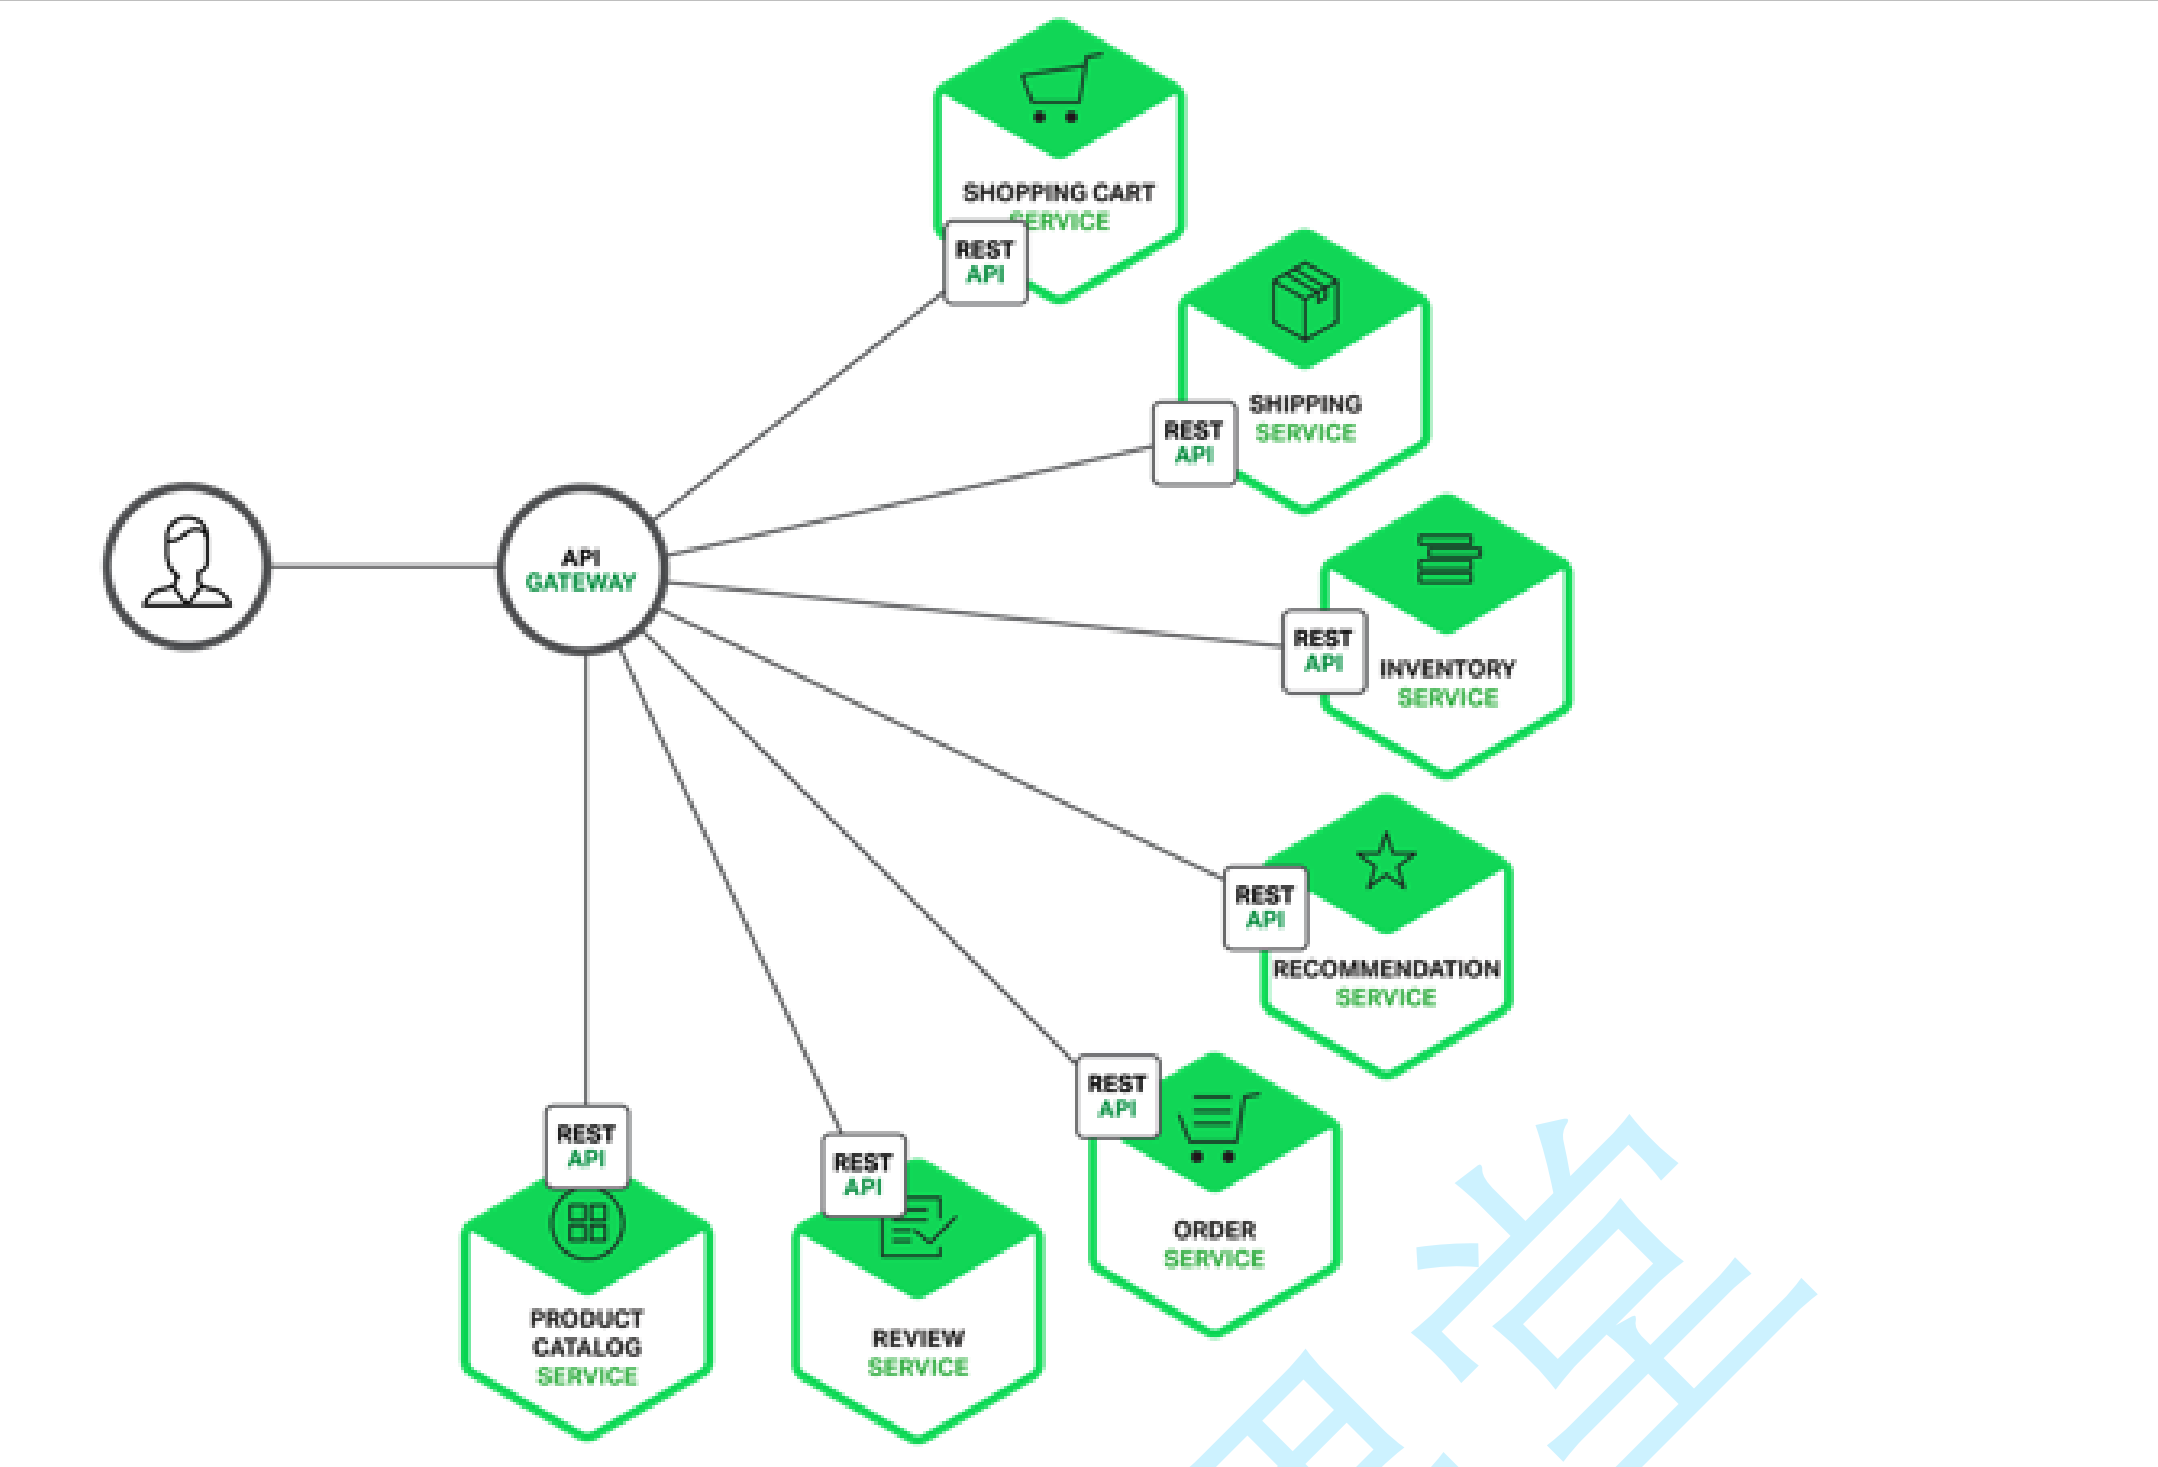 SHOPPING CART
SERVICE
REST
API
SHIPPING
SERVICE
REST
API
API
GATEWAY
INVENTORY
SERVICE
REST
API
RECOMMENDATION
SERVICE
REST
API
ORDER
SERVICE
REST
API
REVIEW
SERVICE
REST
API
PRODUCT
CATALOG
SERVICE
REST
API
堂